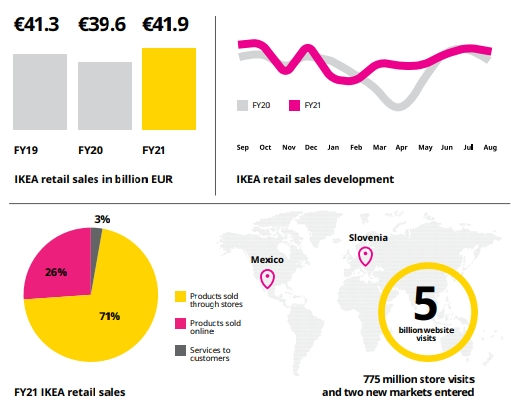 €41.3 €39.6 €41.9
FY19 FY20 FY21
IKEA retail sales in billion EUR
FY20 FY21
Sep Oct Nov Dec Jan Feb Mar Apr May Jun Jul Aug
IKEA retail sales development
3%
26%
71%
Products sold
through stores
Products sold
online
Services to
customers
FY21 IKEA retail sales
Mexico
Slovenia
5
billion website
visits
775 million store visits
and two new markets entered